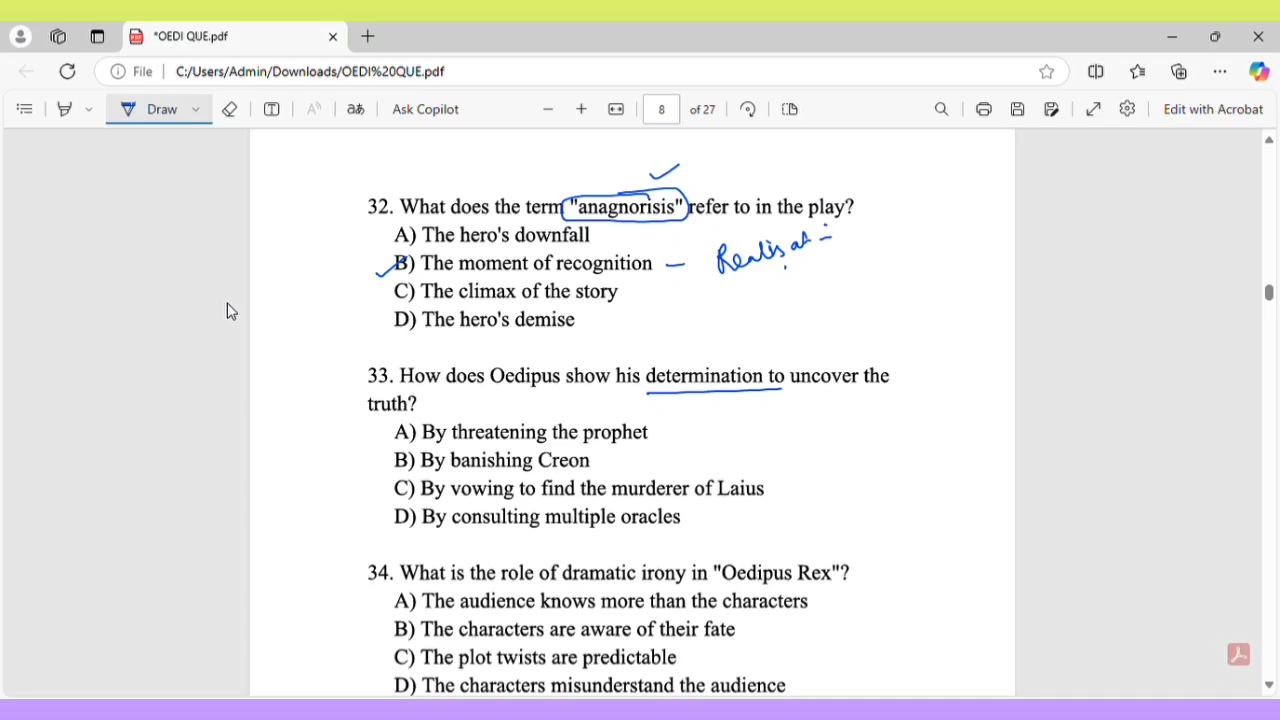 *OEDI QUE.pdf
File C:/Users/Admin/Downloads/OEDI%20QUE.pdf
Draw aあ Ask Copilot 8 of 27 Edit with Acrobat
32. What does the term "anagnorisis" refer to in the play?
A) The hero's downfall
B) The moment of recognition –
C) The climax of the story
D) The hero's demise
33. How does Oedipus show his determination to uncover the
truth?
A) By threatening the prophet
B) By banishing Creon
C) By vowing to find the murderer of Laius
D) By consulting multiple oracles
34. What is the role of dramatic irony in "Oedipus Rex"?
A) The audience knows more than the characters
B) The characters are aware of their fate
C) The plot twists are predictable
D) The characters misunderstand the audience